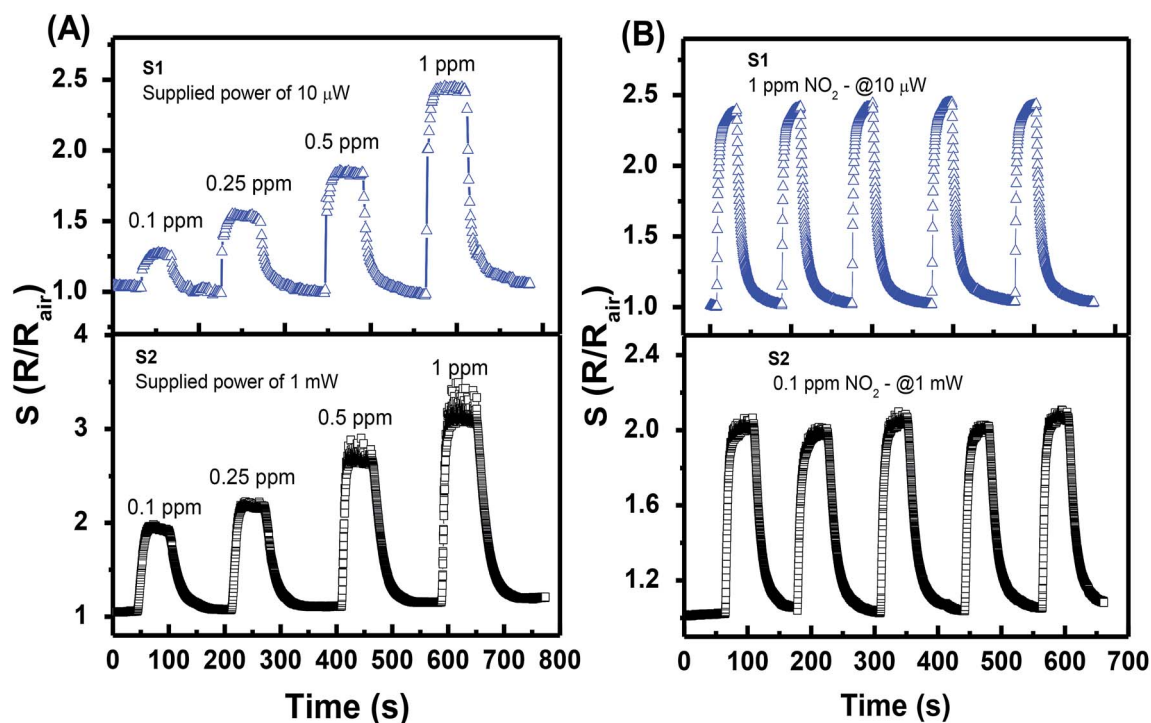 (A)
S1
Supplied power of 10 μW
0.1 ppm
0.25 ppm
0.5 ppm
1 ppm
2.5
2.0
1.5
1.0
S (R/R_air)
S2
Supplied power of 1 mW
0.1 ppm
0.25 ppm
0.5 ppm
1 ppm
4
3
2
1
S (R/R_air)
0 100 200 300 400 500 600 700 800
Time (s)
(B)
S1
1 ppm NO₂ - @10 μW
2.5
2.0
1.5
1.0
S (R/R_air)
S2
0.1 ppm NO₂ - @1 mW
2.4
2.0
1.6
1.2
S (R/R_air)
0 100 200 300 400 500 600 700
Time (s)